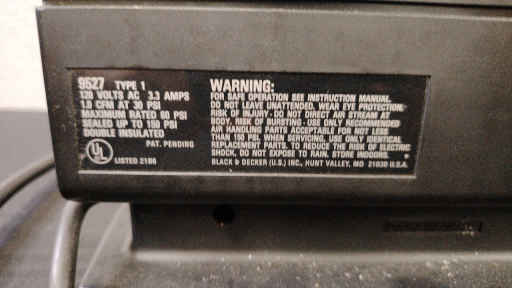 9527 TYPE 1
120 VOLTS AC 3.3 AMPS
1.0 CFM AT 30 PSI
MAXIMUM RATED 60 PSI
SEALED UP TO 110 PSI
DOUBLE INSULATED
PAT. PENDING
UL LISTED
WARNING:
FOR SAFE OPERATION SEE INSTRUCTION MANUAL.
DO NOT LEAVE UNATTENDED. WEAR EYE PROTECTION.
RISK OF INJURY - DO NOT DIRECT AIR STREAM AT
BODY. RISK OF BURSTING - USE ONLY RECOMMENDED
AIR HANDLING PARTS ACCEPTABLE FOR NOT LESS
THAN 150 PSI. WHEN SERVICING, USE ONLY IDENTICAL
REPLACEMENT PARTS. TO REDUCE THE RISK OF ELECTRIC
SHOCK, DO NOT EXPOSE TO RAIN. STORE INDOORS.
BLACK & DECKER (U.S.) INC., HUNT VALLEY, MD 21030 U.S.A.